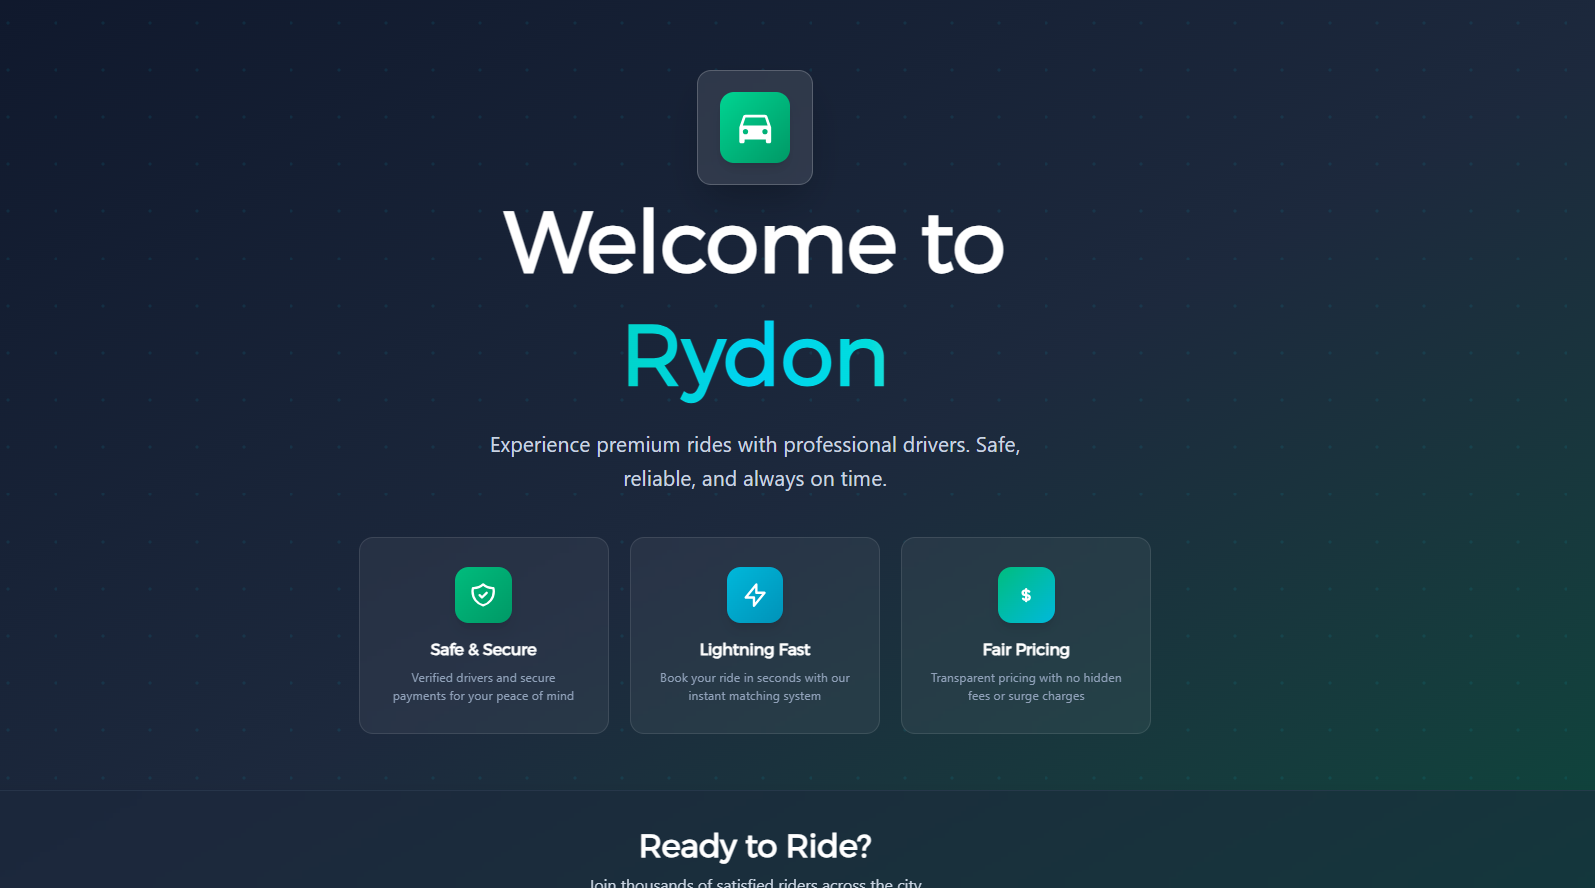 Welcome to
Rydon
Experience premium rides with professional drivers. Safe,
reliable, and always on time.
Safe & Secure
Verified drivers and secure
payments for your peace of mind
Lightning Fast
Book your ride in seconds with our
instant matching system
$
Fair Pricing
Transparent pricing with no hidden
fees or surge charges
Ready to Ride?
Join thousands of satisfied riders across the city